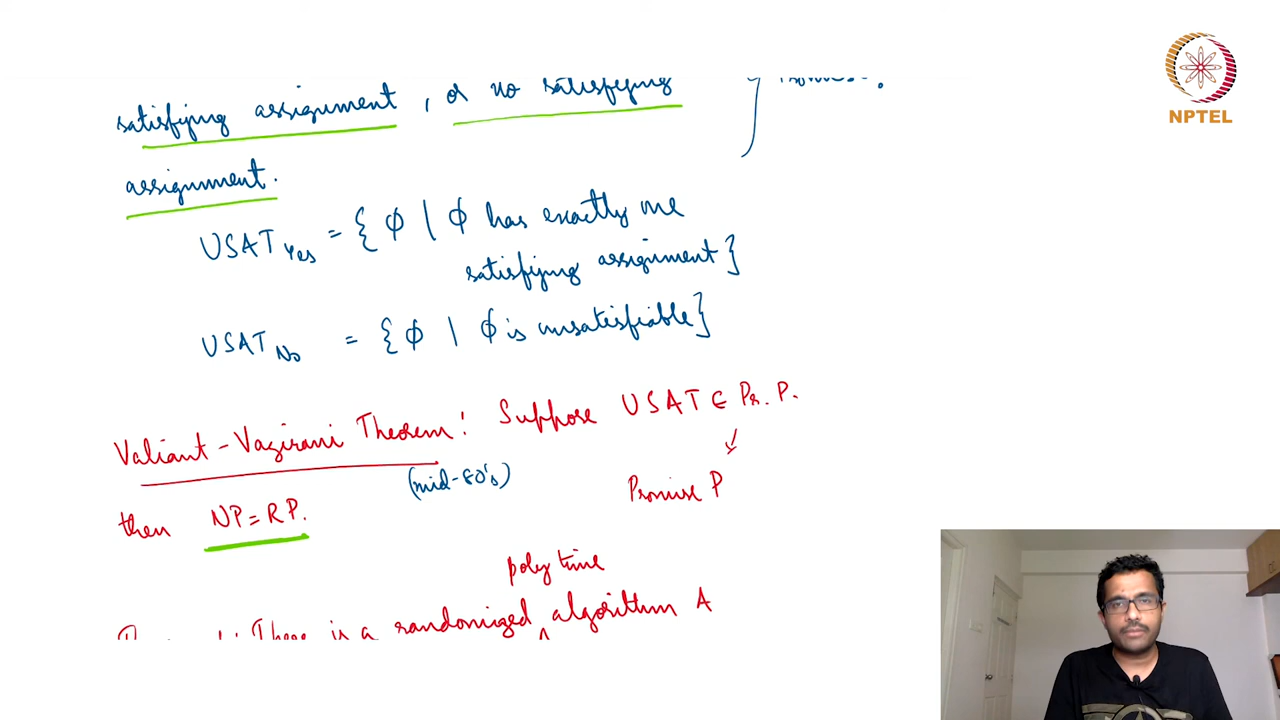 satisfying assignment, or no satisfying
assignment.
USAT Yes = { φ | φ has exactly one
satisfying assignment }
USAT No = { φ | φ is unsatisfiable }
Valiant-Vazirani Theorem: Suppose USAT ∈ Pr. P.
(mid-80's)
Promise P
then NP = RP.
poly time
There is a randomized ^ algorithm A
NPTEL